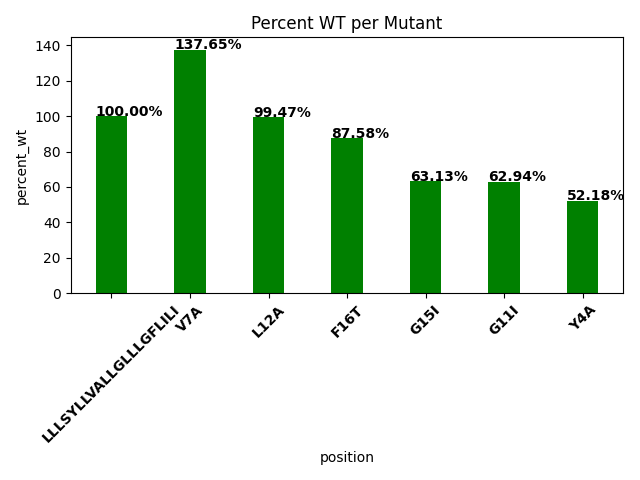 Percent WT per Mutant
percent_wt
140
120
100
80
60
40
20
0
100.00%
137.65%
99.47%
87.58%
63.13%
62.94%
52.18%
LLLSYLLVALLGLLLGFLILI
V7A
L12A
F16T
G15I
G11I
Y4A
position